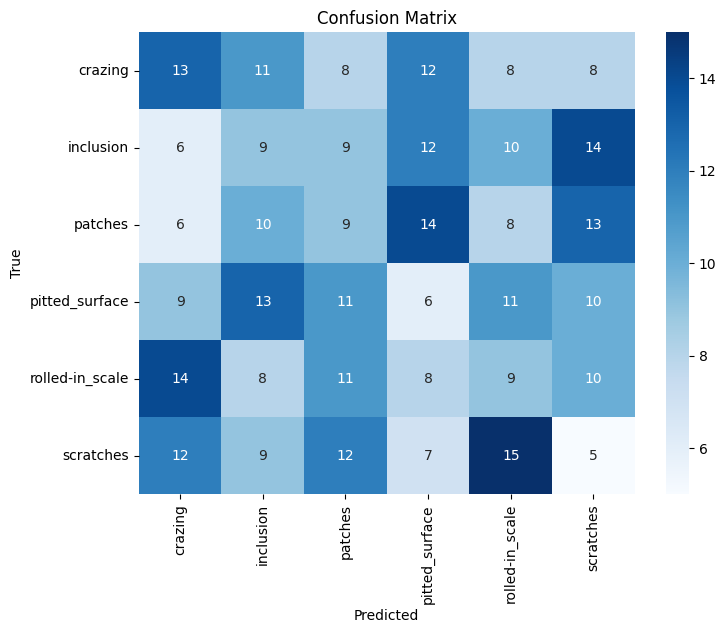 Confusion Matrix
True
crazing 13 11 8 12 8 8
inclusion 6 9 9 12 10 14
patches 6 10 9 14 8 13
pitted_surface 9 13 11 6 11 10
rolled-in_scale 14 8 11 8 9 10
scratches 12 9 12 7 15 5
crazing inclusion patches pitted_surface rolled-in_scale scratches
Predicted
14
12
10
8
6